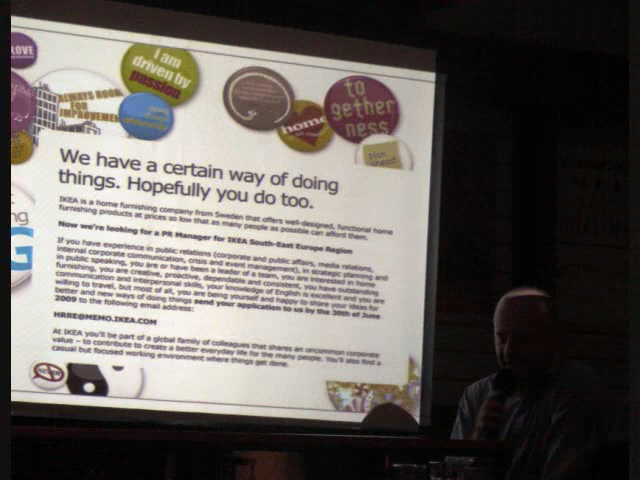 LOVE
I am
driven by
passion
ALWAYS ROOM
FOR
IMPROVEMENT
doing
things
differently
home
to
gether
ness
plan
ahead
We have a certain way of doing
things. Hopefully you do too.
IKEA is a home furnishing company from Sweden that offers well-designed, functional home
furnishing products at prices so low that as many people as possible can afford them.
Now we're looking for a PR Manager for IKEA South-East Europe Region
If you have experience in public relations (corporate and public affairs, media relations,
internal corporate communication, crisis and event management), in strategic planning and
in public speaking, you are or have been a leader of a team, you are interested in home
furnishing, you are creative, proactive, dependable and consistent, you have outstanding
communication and interpersonal skills, your knowledge of English is excellent and you are
willing to travel, but most of all, you are being yourself and happy to share your ideas for
better and new ways of doing things send your application to us by the 30th of June
2009 to the following email address:
HRRE@MEMO.IKEA.COM
At IKEA you'll be part of a global family of colleagues that shares an uncommon corporate
value – to contribute to create a better everyday life for the many people. You'll also find a
casual but focused working environment where things get done.